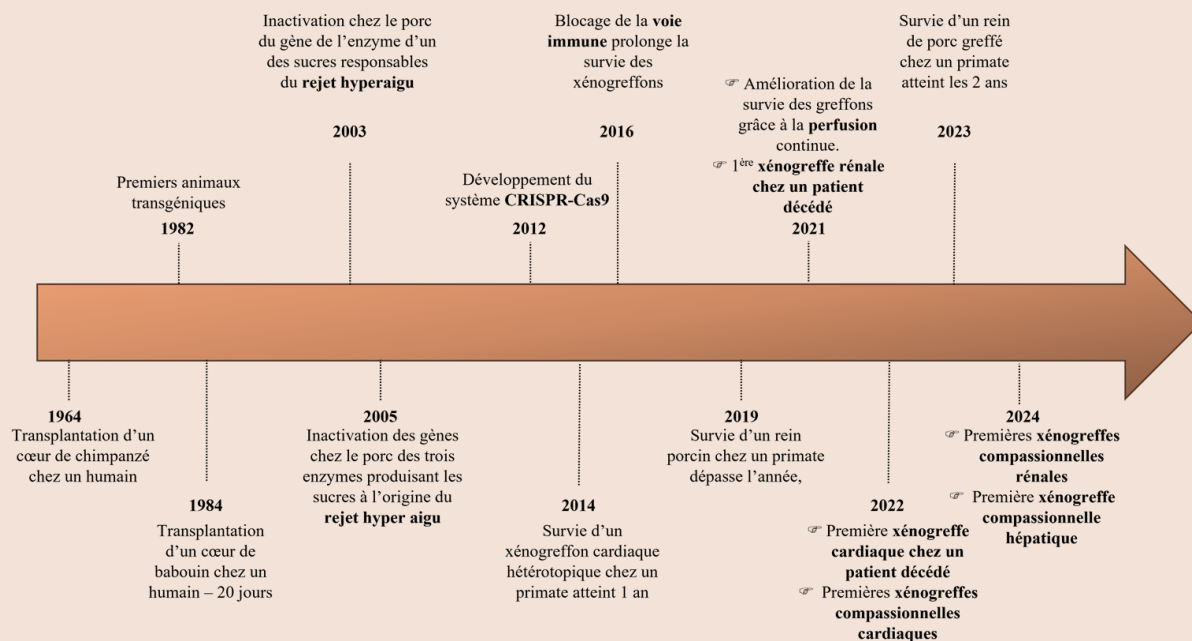 Inactivation chez le porc
du gène de l’enzyme d’un
des sucres responsables
du rejet hyperaigu
2003
Blocage de la voie
immune prolonge la
survie des
xénogreffons
2016
Survie d’un rein
de porc greffé
chez un primate
atteint les 2 ans
2023
☞ Amélioration de la
survie des greffons
grâce à la perfusion
continue.
☞ 1ère xénogreffe rénale
chez un patient
décédé
2021
Premiers animaux
transgéniques
1982
Développement du
système CRISPR-Cas9
2012
1964
Transplantation d’un
cœur de chimpanzé
chez un humain
1984
Transplantation
d’un cœur de
babouin chez un
humain – 20 jours
2005
Inactivation des gènes
chez le porc des trois
enzymes produisant les
sucres à l’origine du
rejet hyper aigu
2014
Survie d’un
xénogreffon cardiaque
hétérotopique chez un
primate atteint 1 an
2019
Survie d’un rein
porcin chez un primate
dépasse l’année,
2022
☞ Première xénogreffe
cardiaque chez un
patient décédé
☞ Premières xénogreffes
compassionnelles
cardiaques
2024
☞ Premières xénogreffes
compassionnelles
rénales
☞ Première xénogreffe
compassionnelle
hépatique